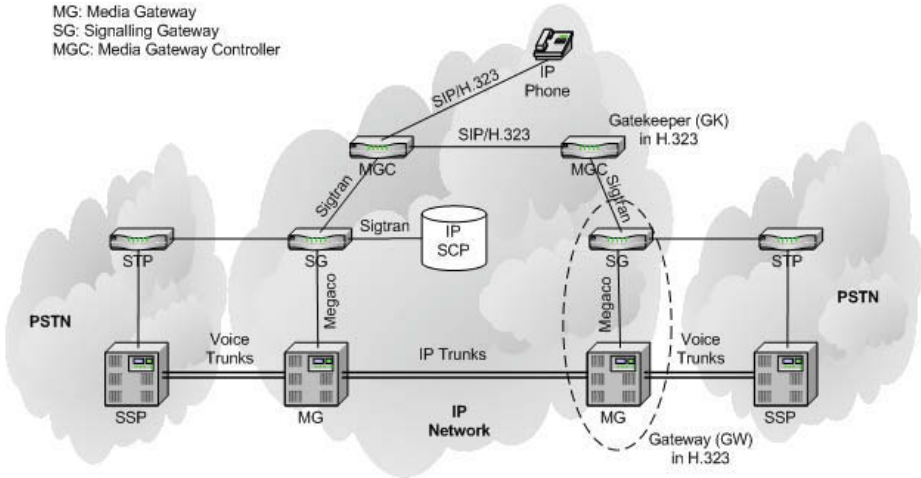 MG: Media Gateway
SG: Signalling Gateway
MGC: Media Gateway Controller
IP
Phone
SIP/H.323
SIP/H.323
Gatekeeper (GK)
in H.323
MGC
MGC
Sigtran
Sigtran
Sigtran
IP
SCP
STP
SG
SG
STP
PSTN
PSTN
Megaco
Megaco
Voice
Trunks
IP Trunks
Voice
Trunks
SSP
MG
MG
SSP
IP
Network
Gateway (GW)
in H.323